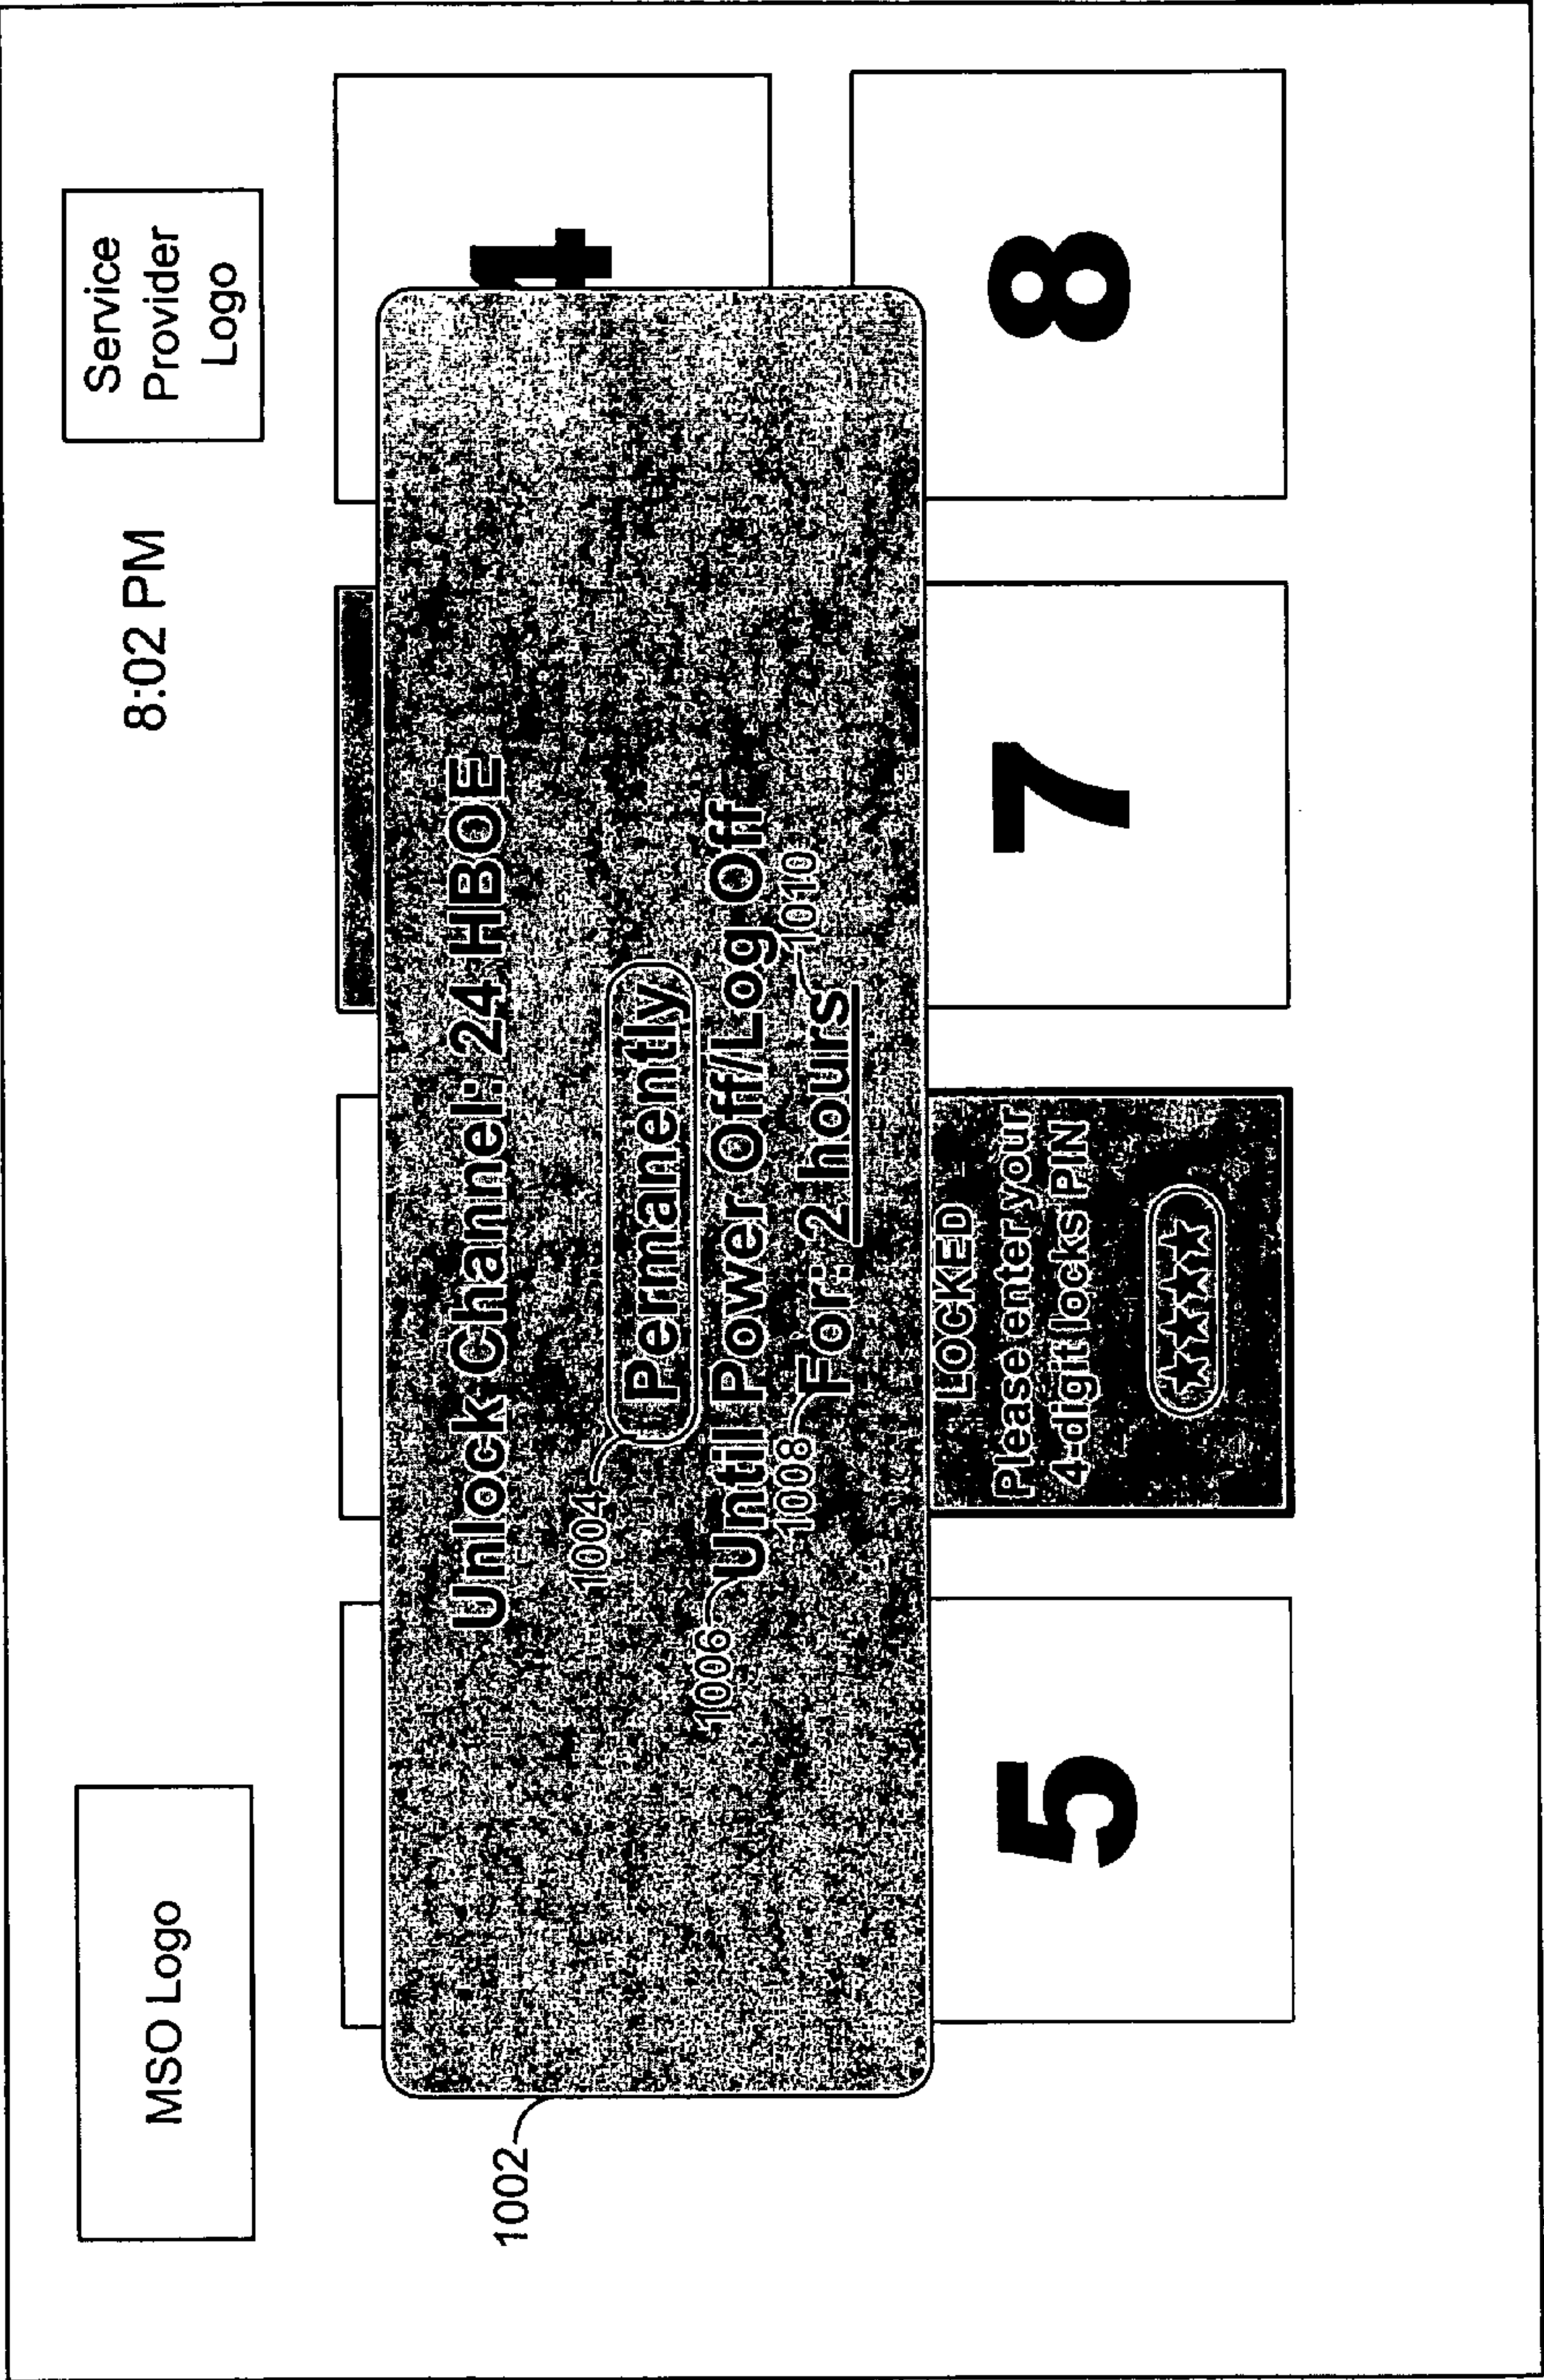 MSO Logo
8:02 PM
Service
Provider
Logo
4
1002
Unlock Channel: 24 HBOE
1004
Permanently
1006
Until Power Off/Log Off
1008
For: 2 hours
1010
5
LOCKED
Please enter your
4-digit locks PIN
★★★★
7
8